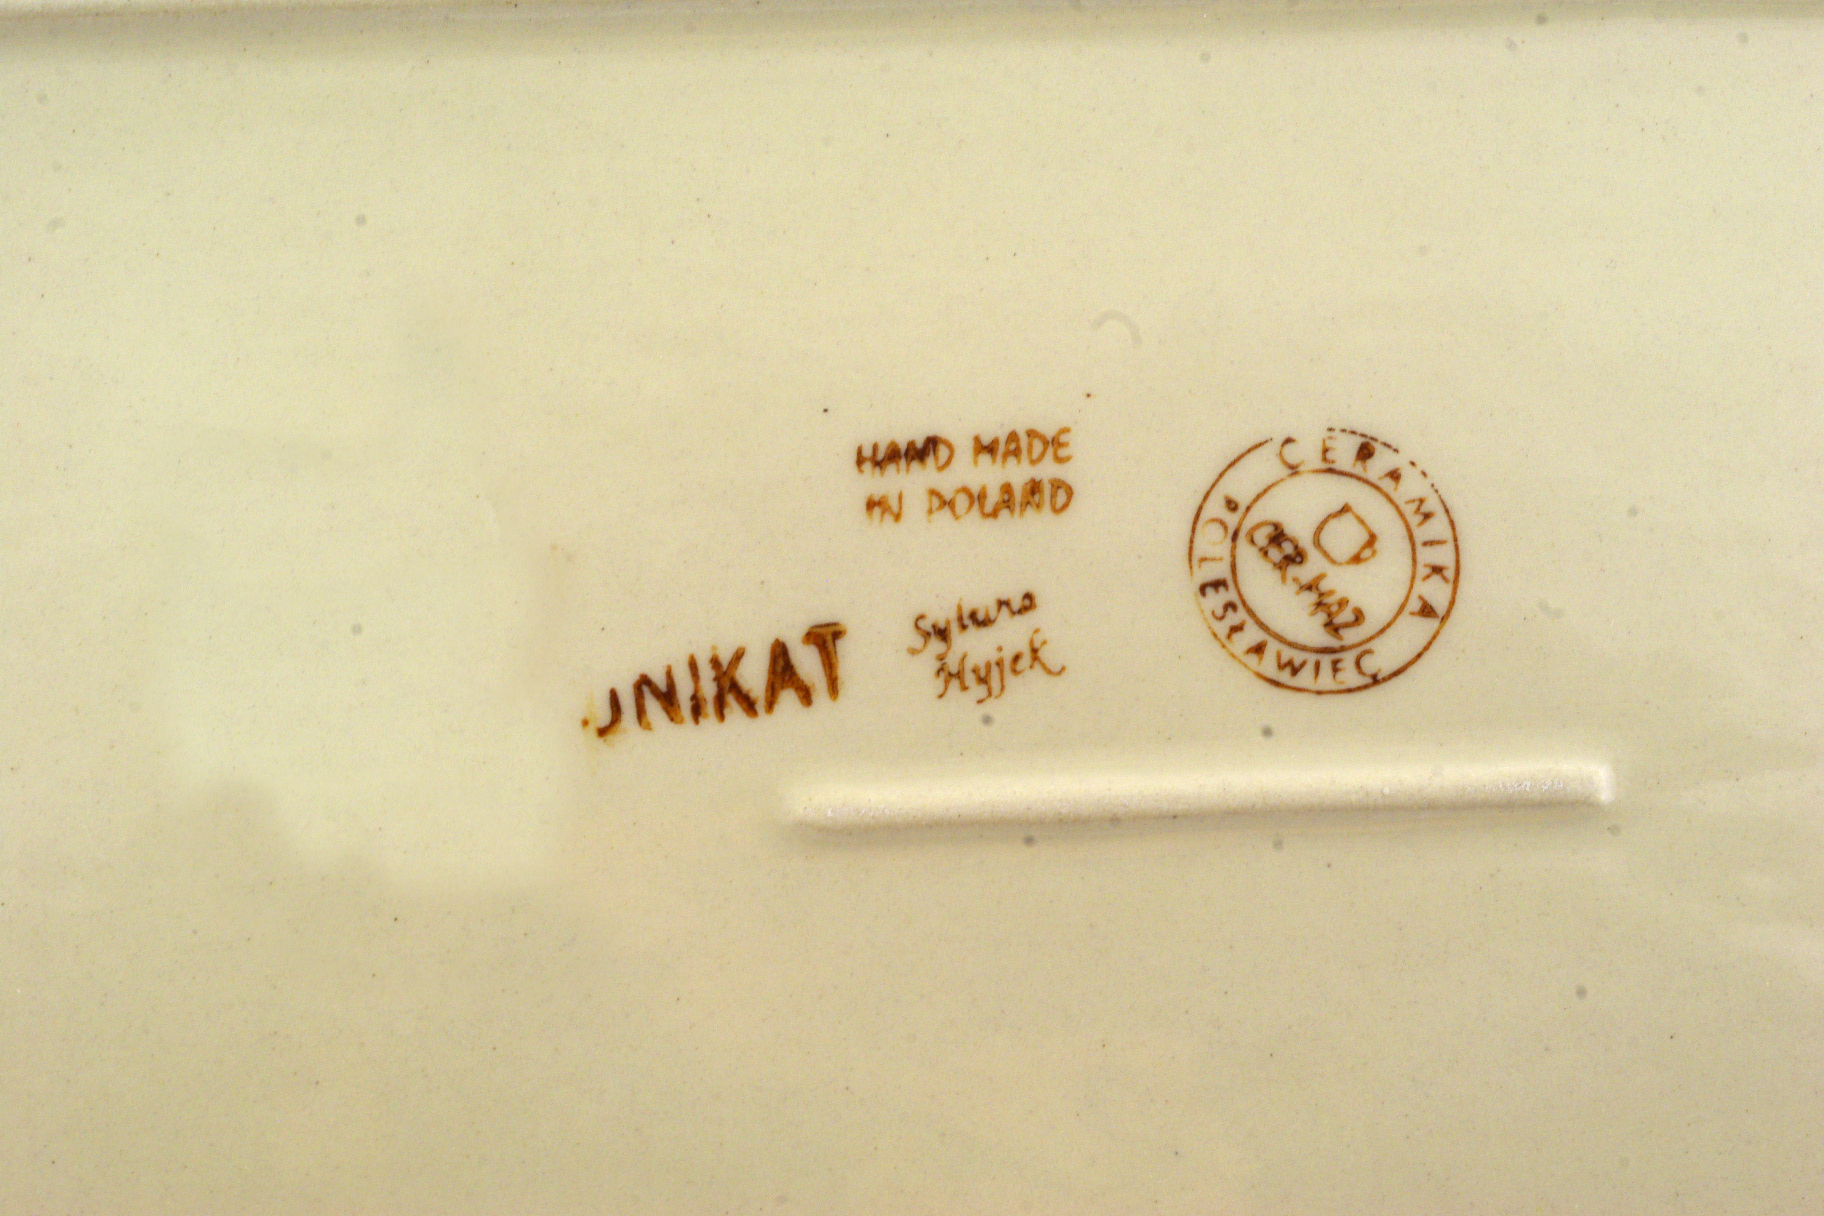 HAND MADE
IN POLAND
UNIKAT
Sylwia
Hyjek
CERAMIKA
BOLESŁAWIEC
CER-MAZ